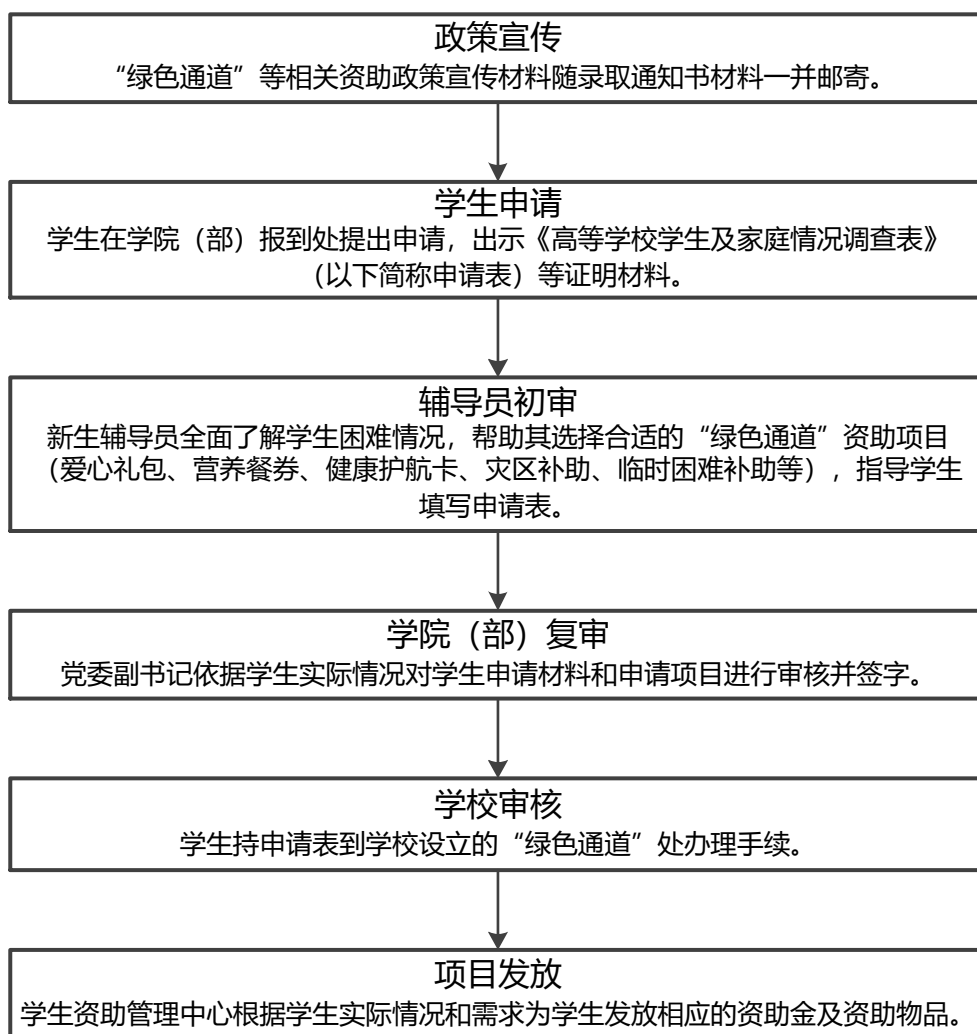 政策宣传
“绿色通道”等相关资助政策宣传材料随录取通知书材料一并邮寄。
学生申请
学生在学院（部）报到处提出申请，出示《高等学校学生及家庭情况调查表》
（以下简称申请表）等证明材料。
辅导员初审
新生辅导员全面了解学生困难情况，帮助其选择合适的“绿色通道”资助项目
（爱心礼包、营养餐券、健康护航卡、灾区补助、临时困难补助等），指导学生
填写申请表。
学院（部）复审
党委副书记依据学生实际情况对学生申请材料和申请项目进行审核并签字。
学校审核
学生持申请表到学校设立的“绿色通道”处办理手续。
项目发放
学生资助管理中心根据学生实际情况和需求为学生发放相应的资助金及资助物品。